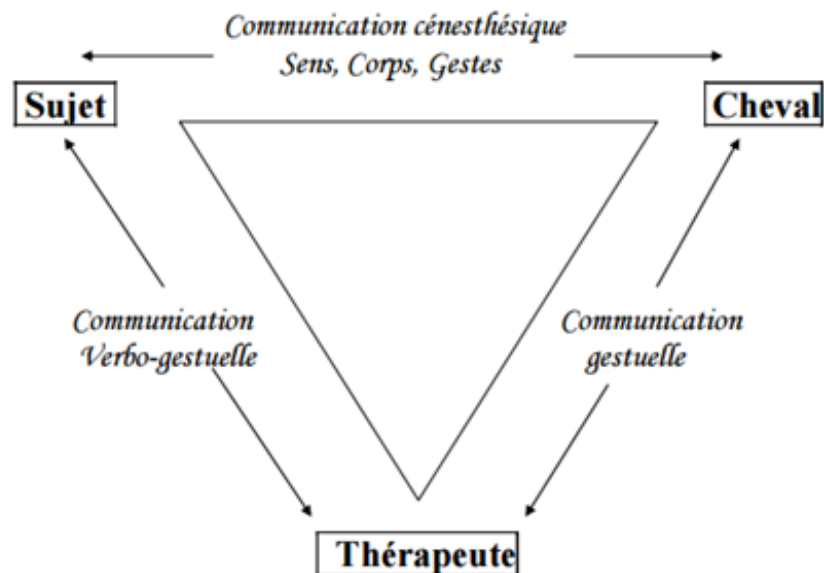 Communication cénesthésique
Sens, Corps, Gestes
Sujet
Cheval
Communication
Verbo-gestuelle
Communication
gestuelle
Thérapeute